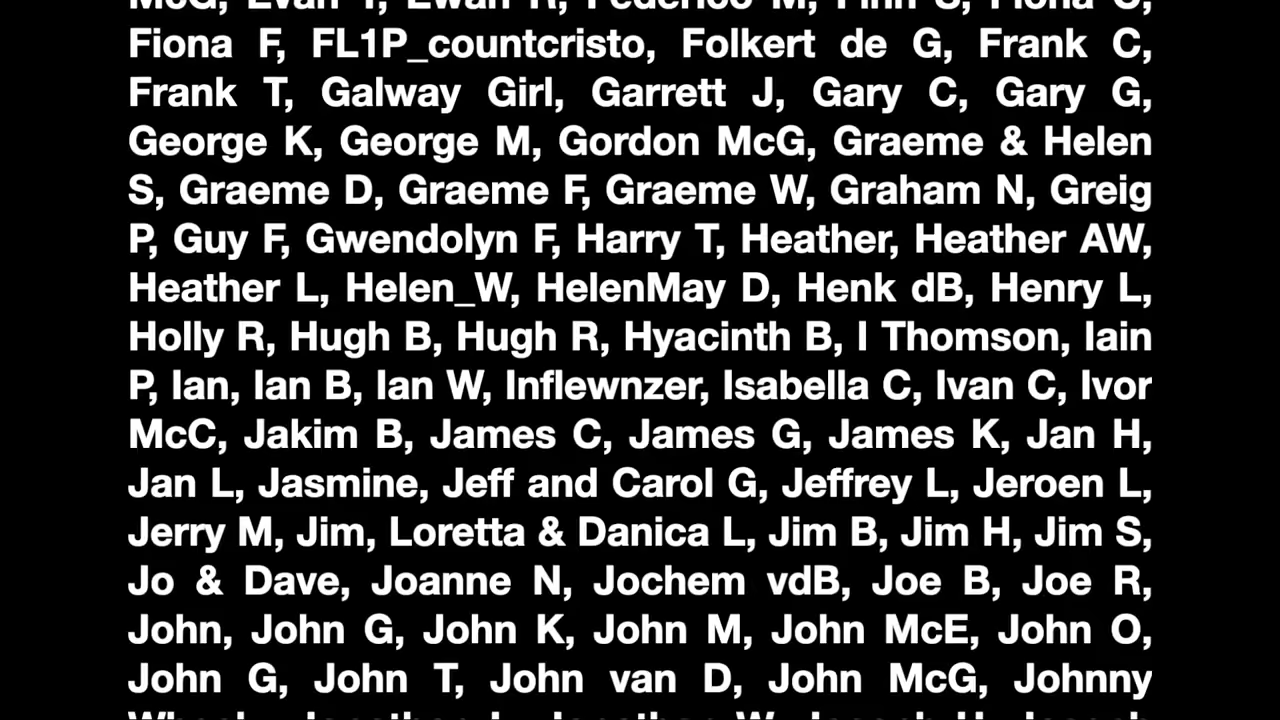 McG, Evan T, Ewan R, Federico M, Finn S, Fiona C,
Fiona F, FL1P_countcristo, Folkert de G, Frank C,
Frank T, Galway Girl, Garrett J, Gary C, Gary G,
George K, George M, Gordon McG, Graeme & Helen
S, Graeme D, Graeme F, Graeme W, Graham N, Greig
P, Guy F, Gwendolyn F, Harry T, Heather, Heather AW,
Heather L, Helen_W, HelenMay D, Henk dB, Henry L,
Holly R, Hugh B, Hugh R, Hyacinth B, I Thomson, Iain
P, Ian, Ian B, Ian W, Inflewnzer, Isabella C, Ivan C, Ivor
McC, Jakim B, James C, James G, James K, Jan H,
Jan L, Jasmine, Jeff and Carol G, Jeffrey L, Jeroen L,
Jerry M, Jim, Loretta & Danica L, Jim B, Jim H, Jim S,
Jo & Dave, Joanne N, Jochem vdB, Joe B, Joe R,
John, John G, John K, John M, John McE, John O,
John G, John T, John van D, John McG, Johnny